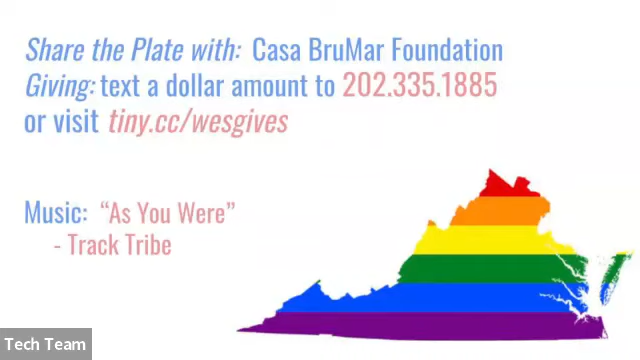 Share the Plate with: Casa BruMar Foundation
Giving: text a dollar amount to 202.335.1885
or visit tiny.cc/wesgives
Music: “As You Were”
- Track Tribe
Tech Team